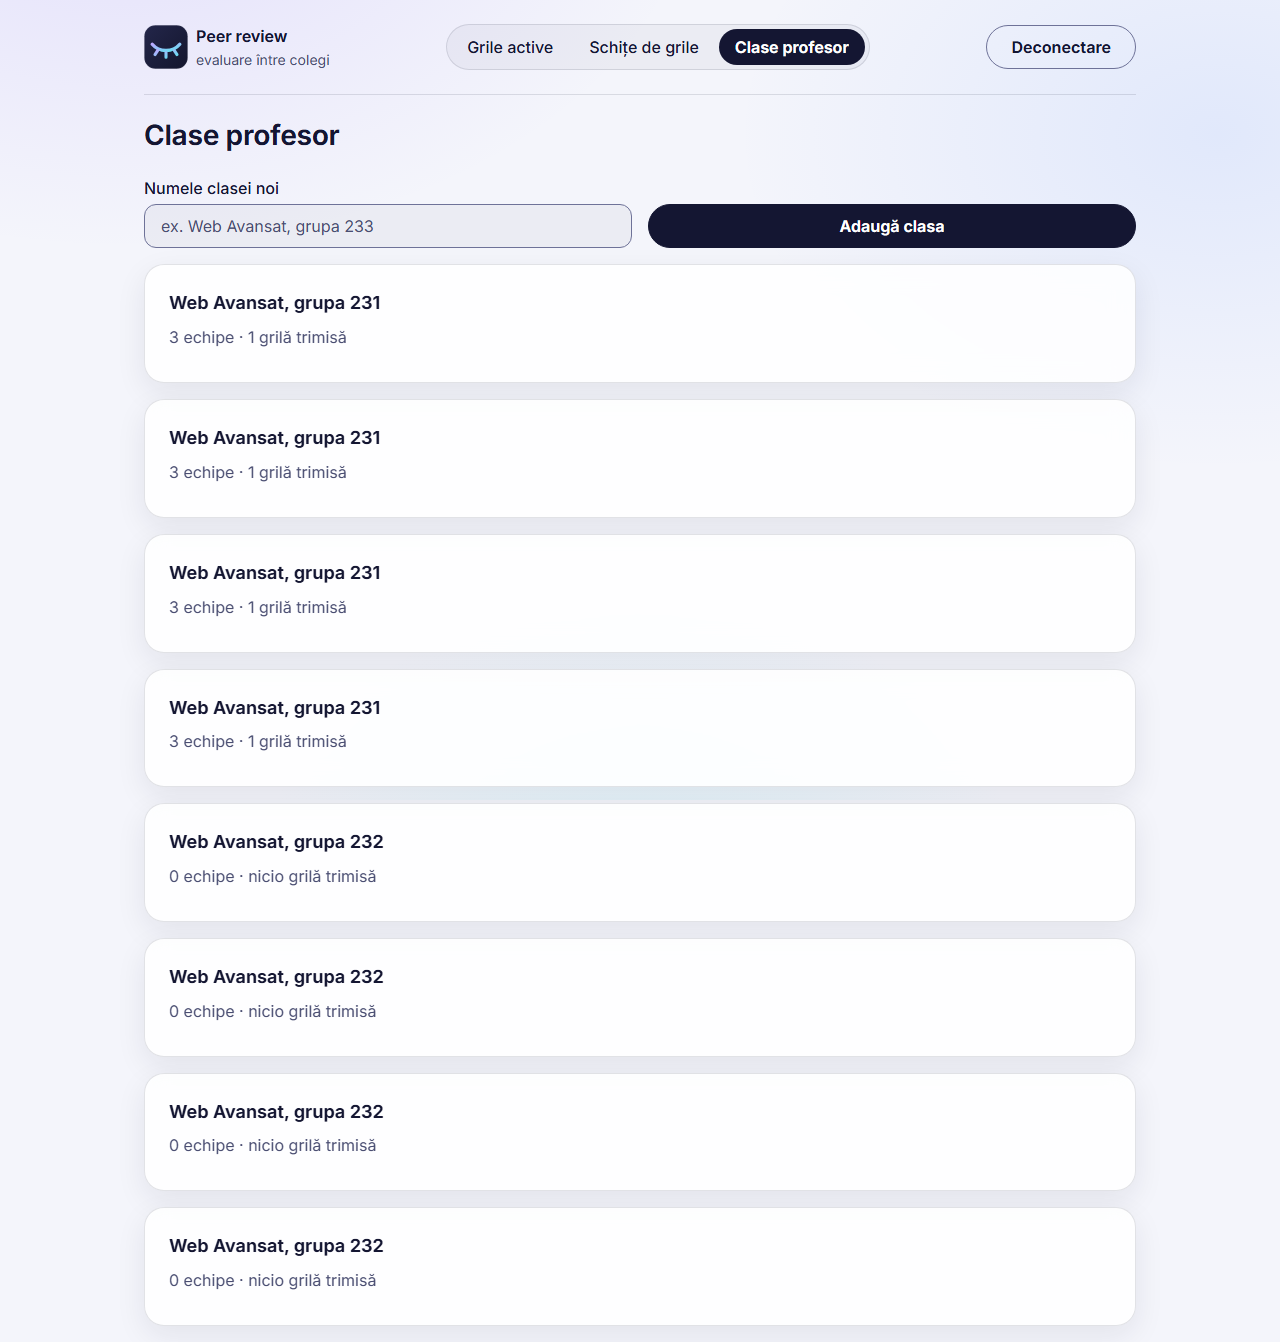 Peer review
evaluare între colegi
Grile active
Schițe de grile
Clase profesor
Deconectare
Clase profesor
Numele clasei noi
ex. Web Avansat, grupa 233
Adaugă clasa
Web Avansat, grupa 231
3 echipe · 1 grilă trimisă
Web Avansat, grupa 231
3 echipe · 1 grilă trimisă
Web Avansat, grupa 231
3 echipe · 1 grilă trimisă
Web Avansat, grupa 231
3 echipe · 1 grilă trimisă
Web Avansat, grupa 232
0 echipe · nicio grilă trimisă
Web Avansat, grupa 232
0 echipe · nicio grilă trimisă
Web Avansat, grupa 232
0 echipe · nicio grilă trimisă
Web Avansat, grupa 232
0 echipe · nicio grilă trimisă